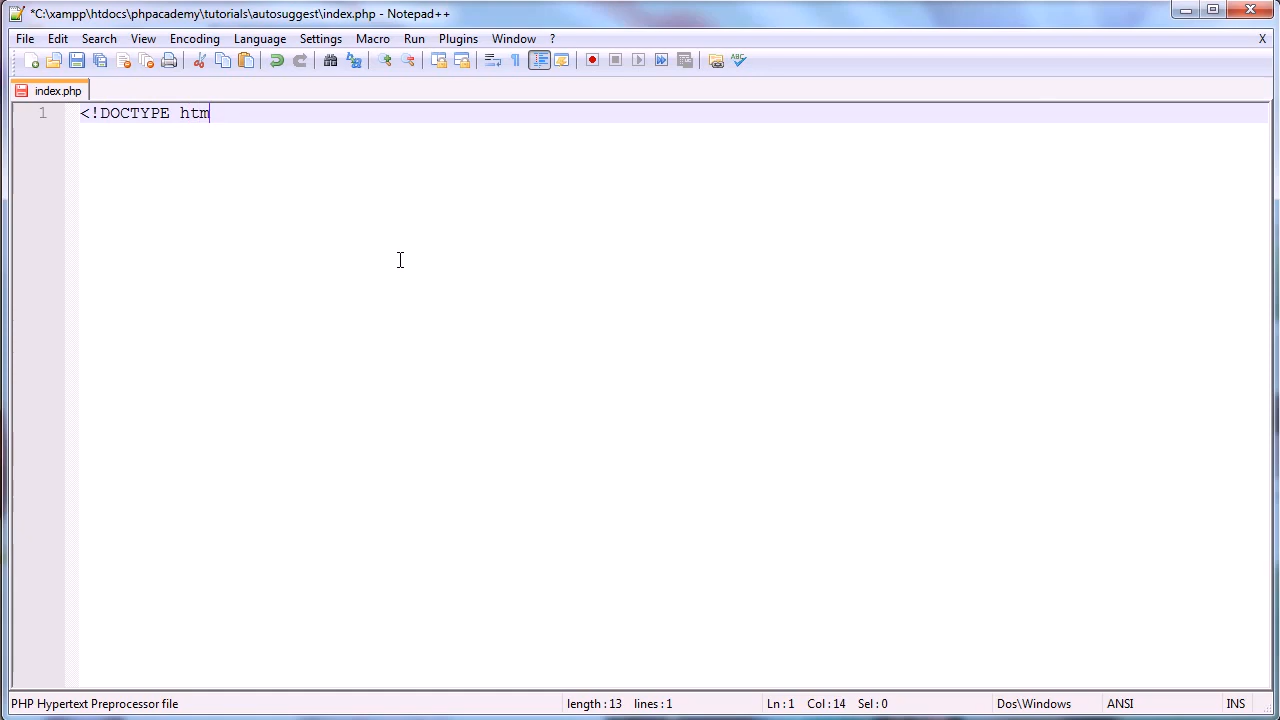 *C:\xampp\htdocs\phpacademy\tutorials\autosuggest\index.php - Notepad++
File Edit Search View Encoding Language Settings Macro Run Plugins Window ? X
index.php
1 <!DOCTYPE htm
PHP Hypertext Preprocessor file length : 13 lines : 1 Ln : 1 Col : 14 Sel : 0 Dos\Windows ANSI INS